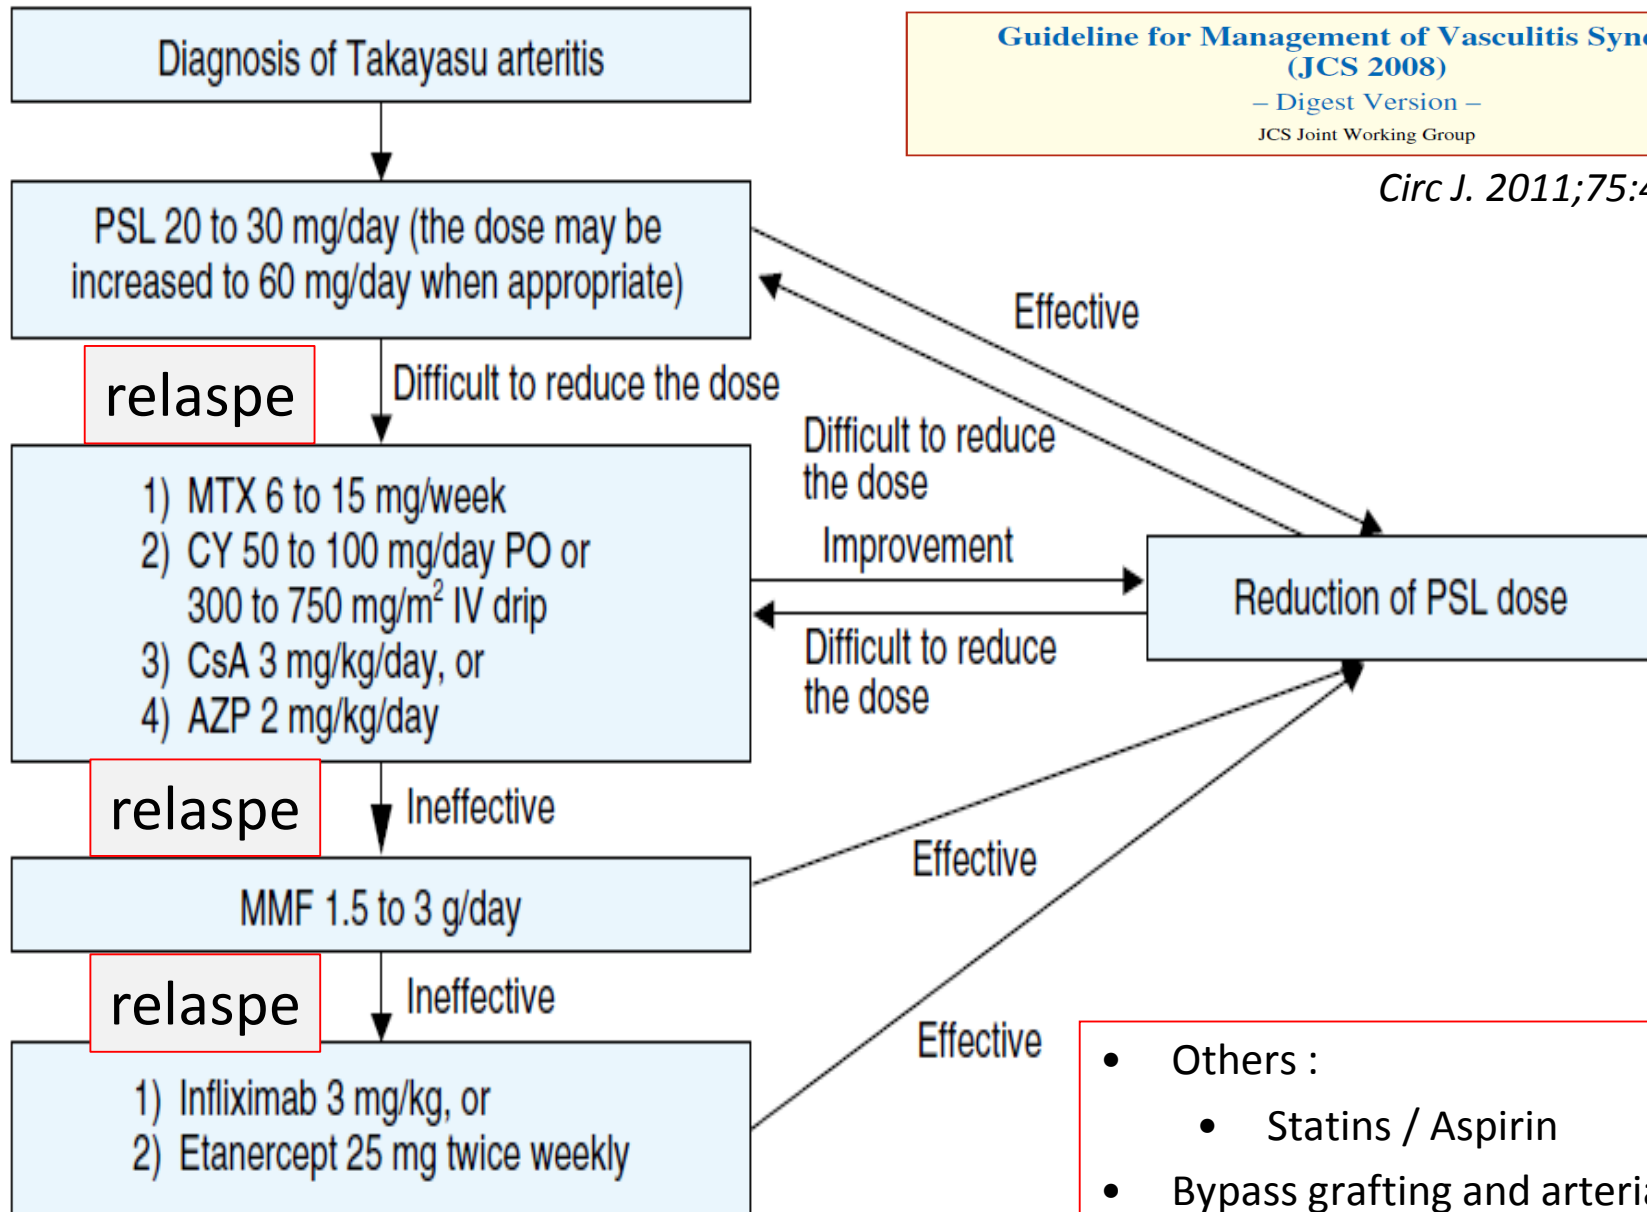 Diagnosis of Takayasu arteritis
Guideline for Management of Vasculitis
(JCS 2008)
– Digest Version –
JCS Joint Working Group
Circ J. 2011;75:
PSL 20 to 30 mg/day (the dose may be
increased to 60 mg/day when appropriate)
Effective
relaspe
Difficult to reduce the dose
Difficult to reduce
the dose
1) MTX 6 to 15 mg/week
2) CY 50 to 100 mg/day PO or
300 to 750 mg/m² IV drip
3) CsA 3 mg/kg/day, or
4) AZP 2 mg/kg/day
Improvement
Reduction of PSL dose
Difficult to reduce
the dose
relaspe
Ineffective
MMF 1.5 to 3 g/day
Effective
relaspe
Ineffective
Effective
1) Infliximab 3 mg/kg, or
2) Etanercept 25 mg twice weekly
• Others :
• Statins / Aspirin
• Bypass grafting and